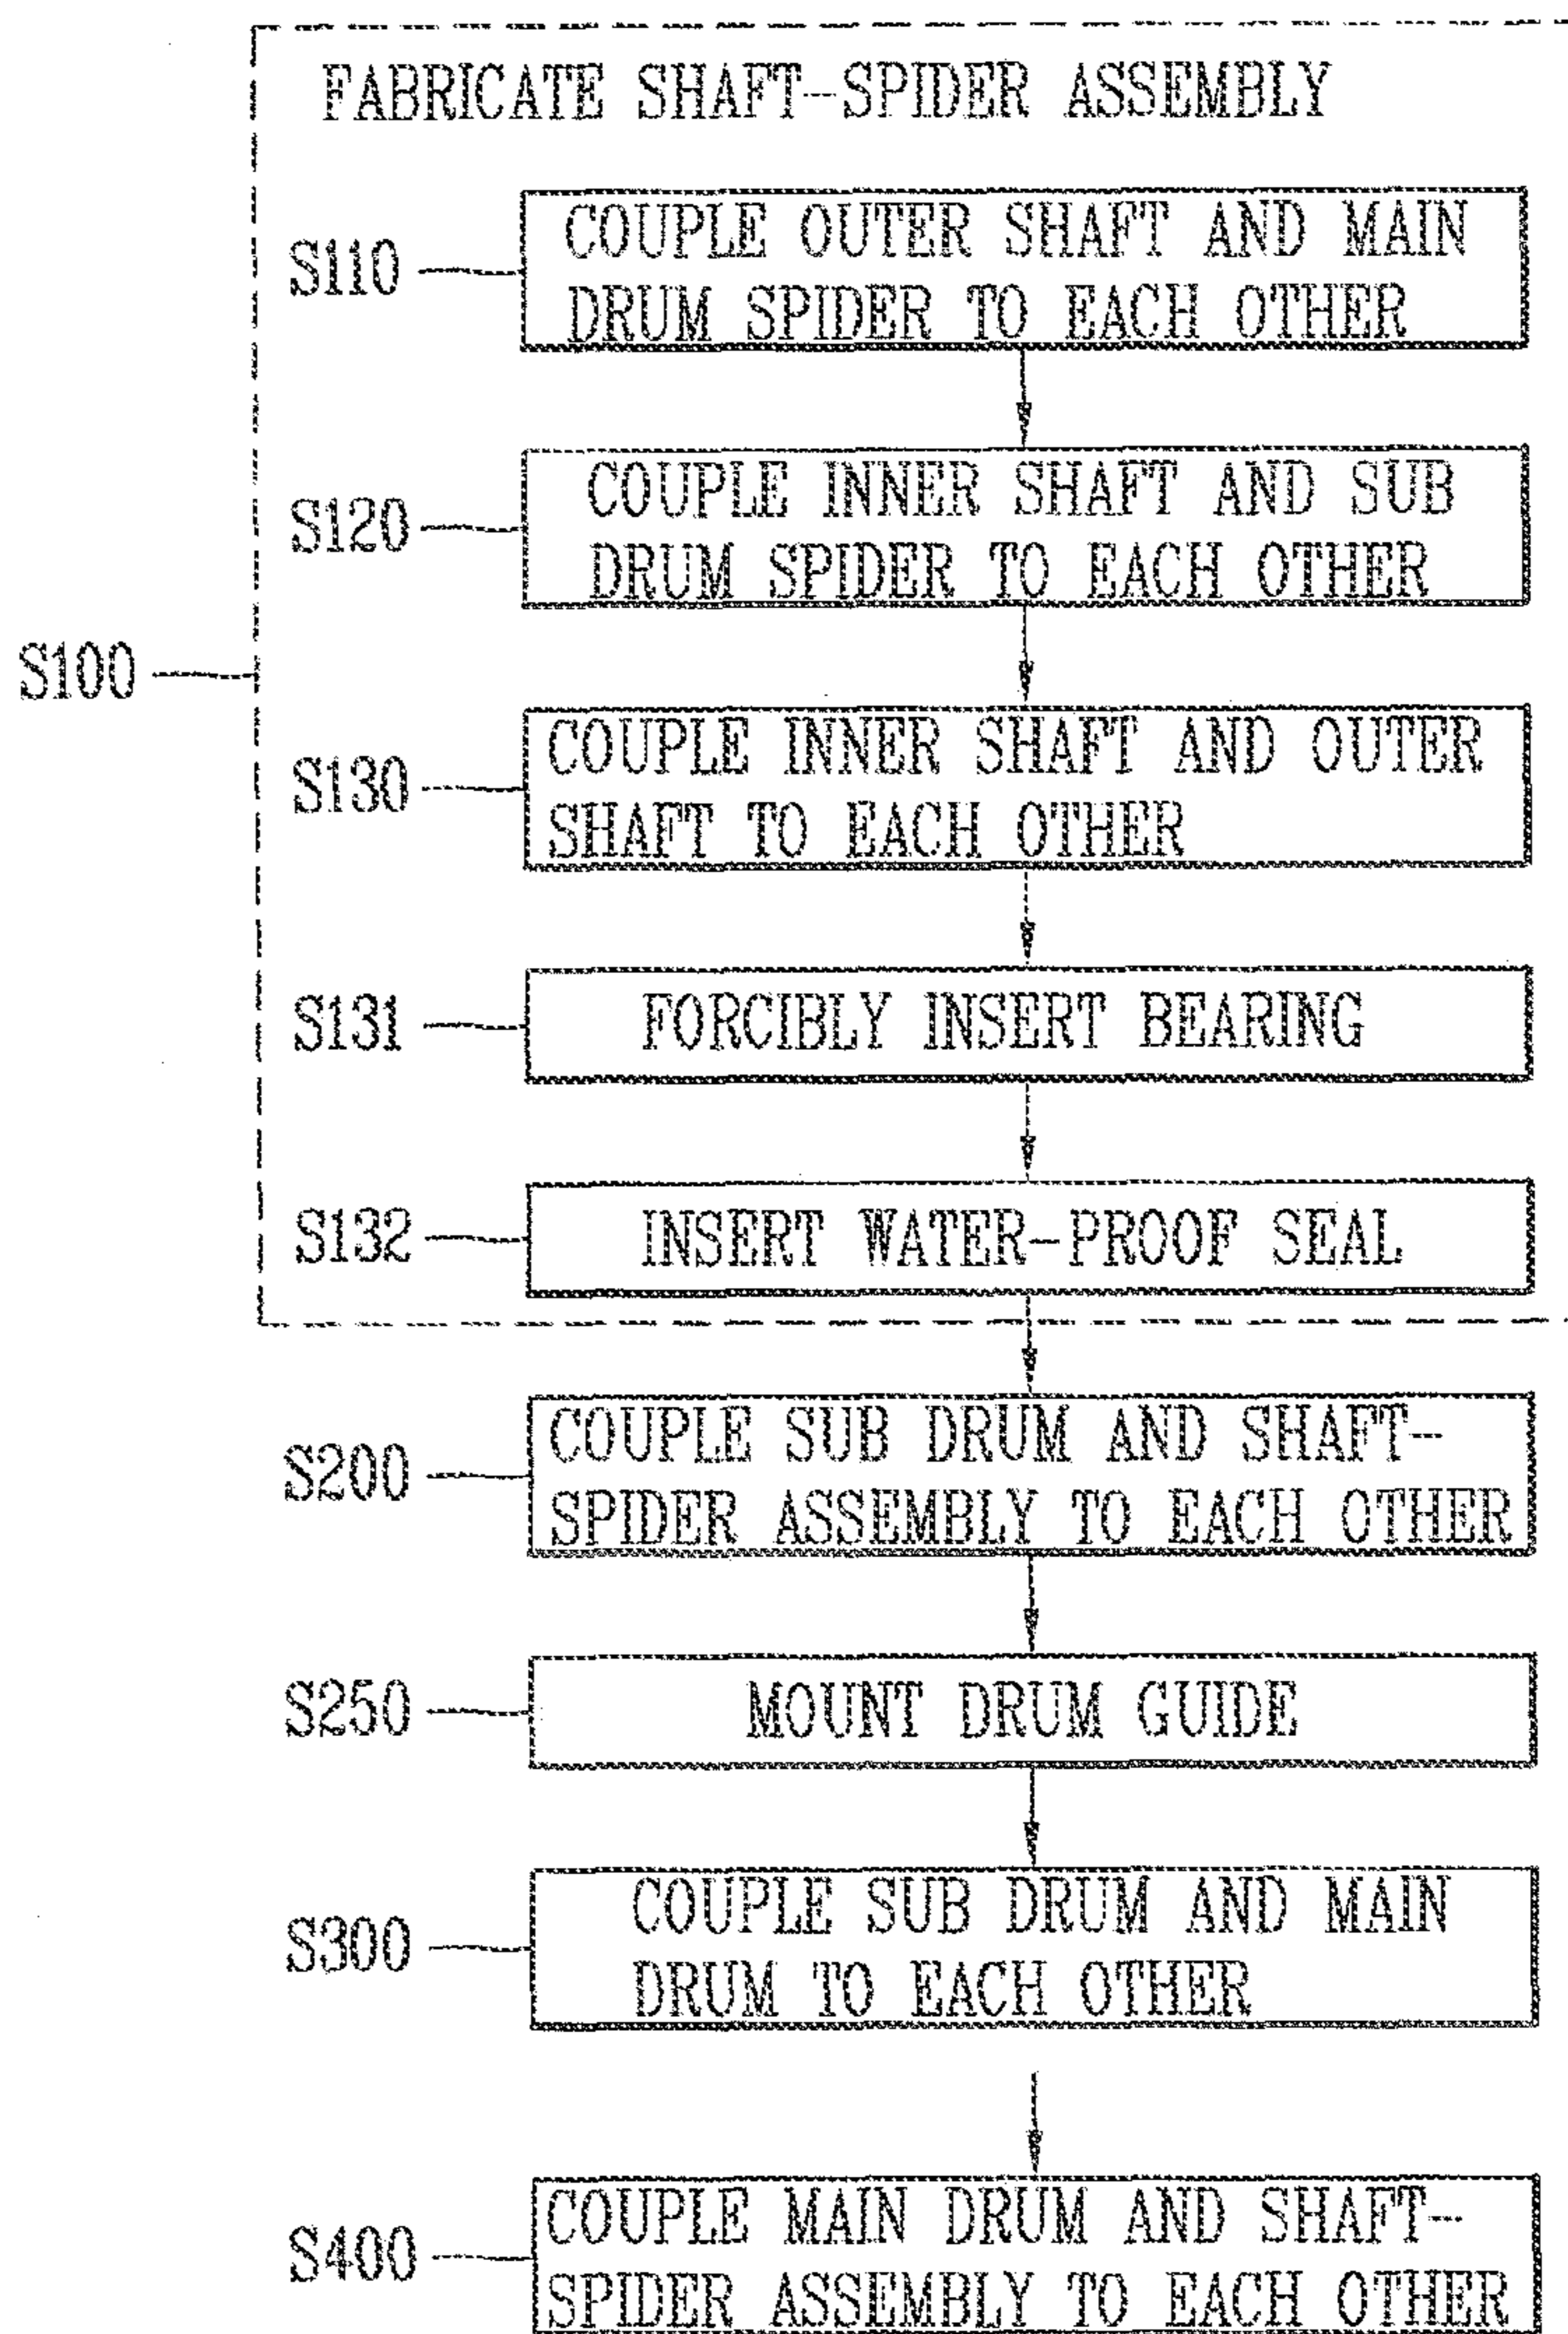 FABRICATE SHAFT-SPIDER ASSEMBLY
S110
COUPLE OUTER SHAFT AND MAIN
DRUM SPIDER TO EACH OTHER
S120
COUPLE INNER SHAFT AND SUB
DRUM SPIDER TO EACH OTHER
S100
S130
COUPLE INNER SHAFT AND OUTER
SHAFT TO EACH OTHER
S131
FORCIBLY INSERT BEARING
S132
INSERT WATER-PROOF SEAL
S200
COUPLE SUB DRUM AND SHAFT-
SPIDER ASSEMBLY TO EACH OTHER
S250
MOUNT DRUM GUIDE
S300
COUPLE SUB DRUM AND MAIN
DRUM TO EACH OTHER
S400
COUPLE MAIN DRUM AND SHAFT-
SPIDER ASSEMBLY TO EACH OTHER